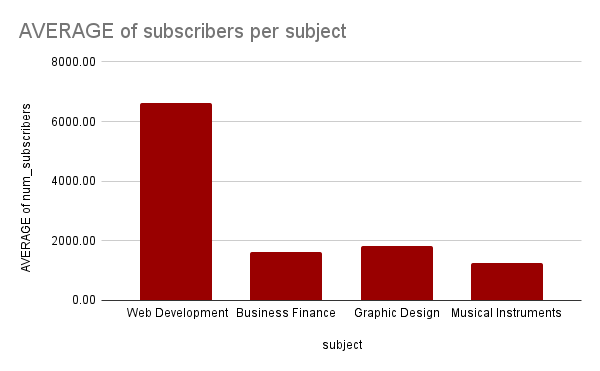 AVERAGE of subscribers per subject
8000.00
6000.00
4000.00
2000.00
0.00
AVERAGE of num_subscribers
Web Development
Business Finance
Graphic Design
Musical Instruments
subject